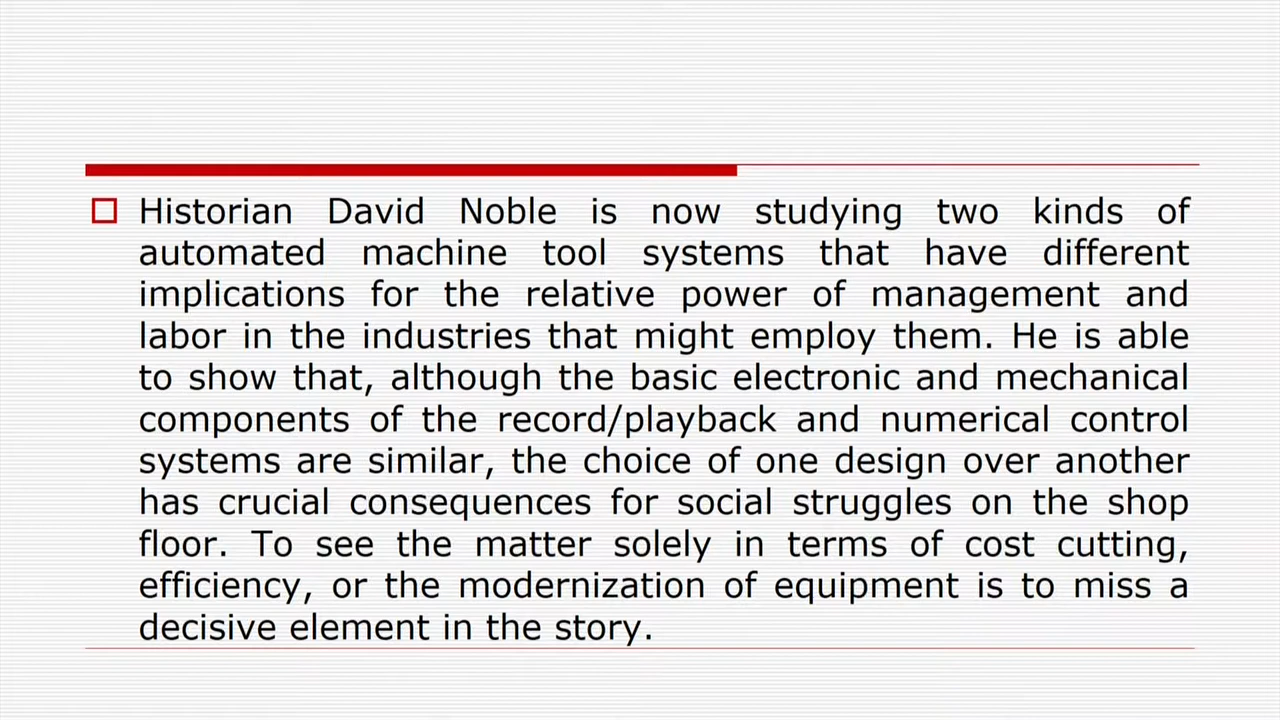 Historian David Noble is now studying two kinds of
automated machine tool systems that have different
implications for the relative power of management and
labor in the industries that might employ them. He is able
to show that, although the basic electronic and mechanical
components of the record/playback and numerical control
systems are similar, the choice of one design over another
has crucial consequences for social struggles on the shop
floor. To see the matter solely in terms of cost cutting,
efficiency, or the modernization of equipment is to miss a
decisive element in the story.